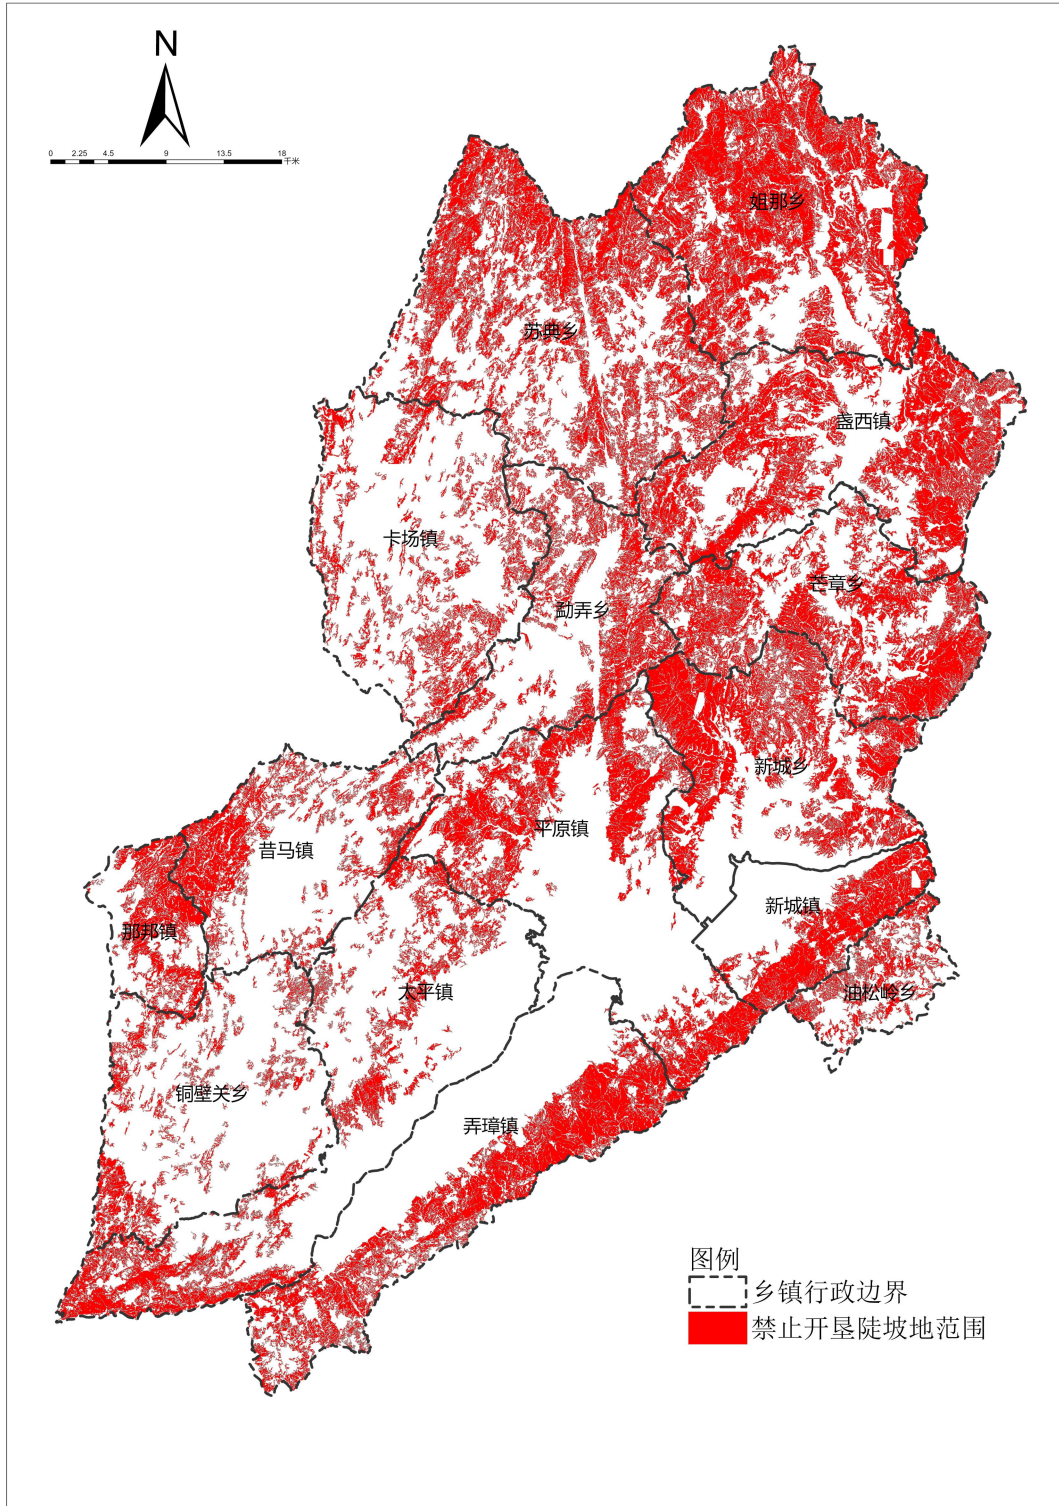 N
0 2.25 4.5 9 13.5 18
千米
姐那乡
苏典乡
盏西镇
卡场镇
芒章乡
勐弄乡
新城乡
平原镇
昔马镇
新城镇
那邦镇
太平镇
油松岭乡
铜壁关乡
弄璋镇
图例
乡镇行政边界
禁止开垦陡坡地范围